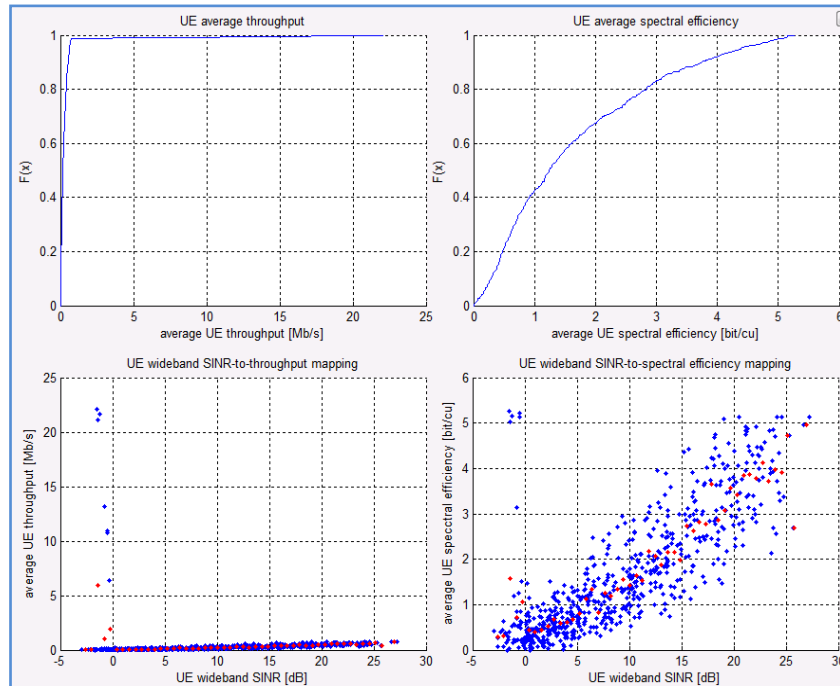 UE average throughput
1
0.8
0.6
0.4
0.2
0
F(x)
0 5 10 15 20 25
average UE throughput [Mb/s]
UE average spectral efficiency
1
0.8
0.6
0.4
0.2
0
F(x)
0 1 2 3 4 5 6
average UE spectral efficiency [bit/cu]
UE wideband SINR-to-throughput mapping
25
20
15
10
5
0
average UE throughput [Mb/s]
-5 0 5 10 15 20 25 30
UE wideband SINR [dB]
UE wideband SINR-to-spectral efficiency mapping
6
5
4
3
2
1
0
average UE specctral efficiency [bit/cu]
-5 0 5 10 15 20 25 30
UE wideband SINR [dB]